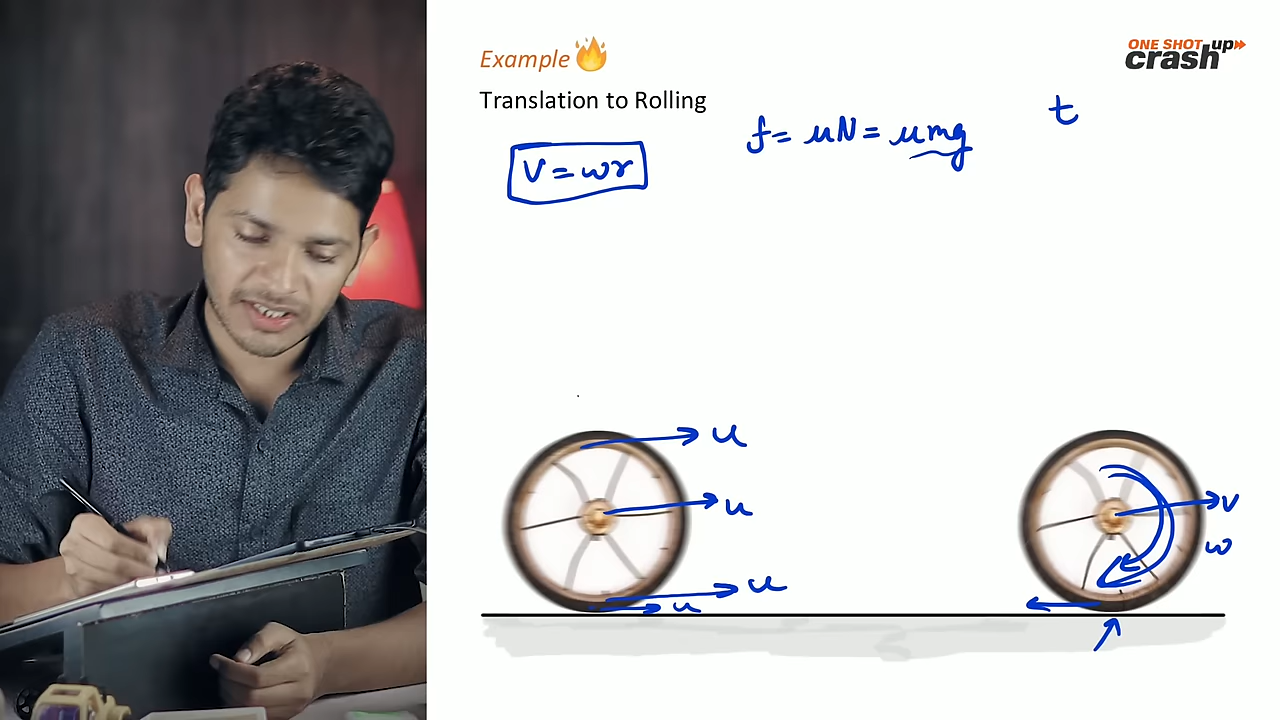 Example
ONE SHOT up
crash
Translation to Rolling
t
f = μN = μmg
V = ωr
u
u
u
u
V
ω